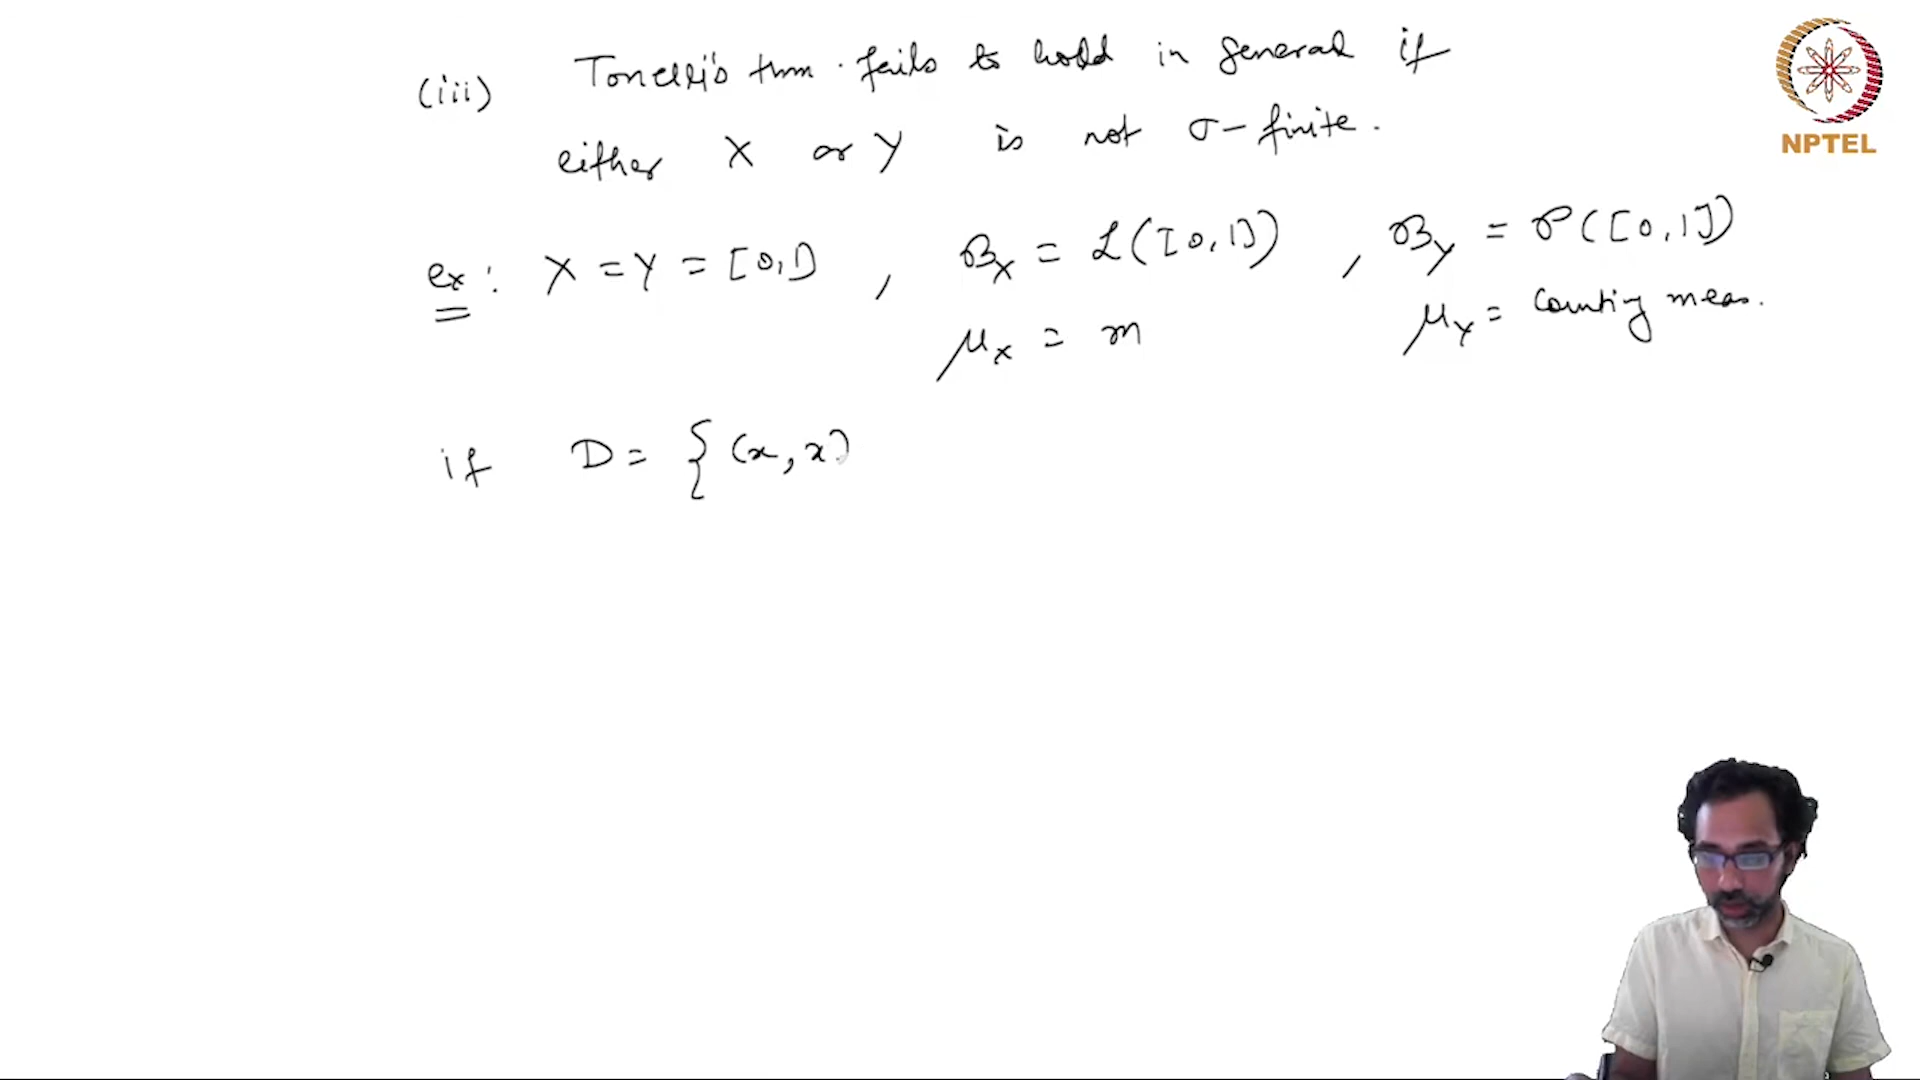 (iii) Tonelli's thm. fails to hold in general if
either X or Y is not σ-finite.
NPTEL
ex: X = Y = [0,1] , 𝓑_X = 𝓛([0,1]) , 𝓑_Y = 𝒫([0,1])
μ_X = m μ_Y = Counting meas.
if D = { (x, x)